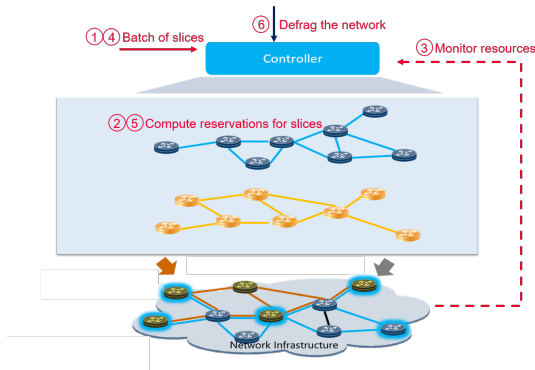 ⑥ Defrag the network
①④ Batch of slices
③ Monitor resources
Controller
②⑤ Compute reservations for slices
Network Infrastructure